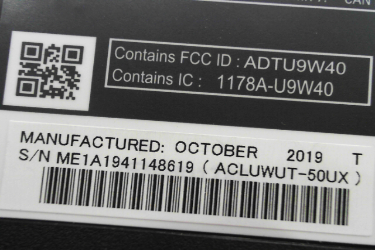 Contains FCC ID : ADTU9W40
Contains IC : 1178A-U9W40
MANUFACTURED: OCTOBER 2019 T
S/N ME1A1941148619 ( ACLUWUT-50UX )